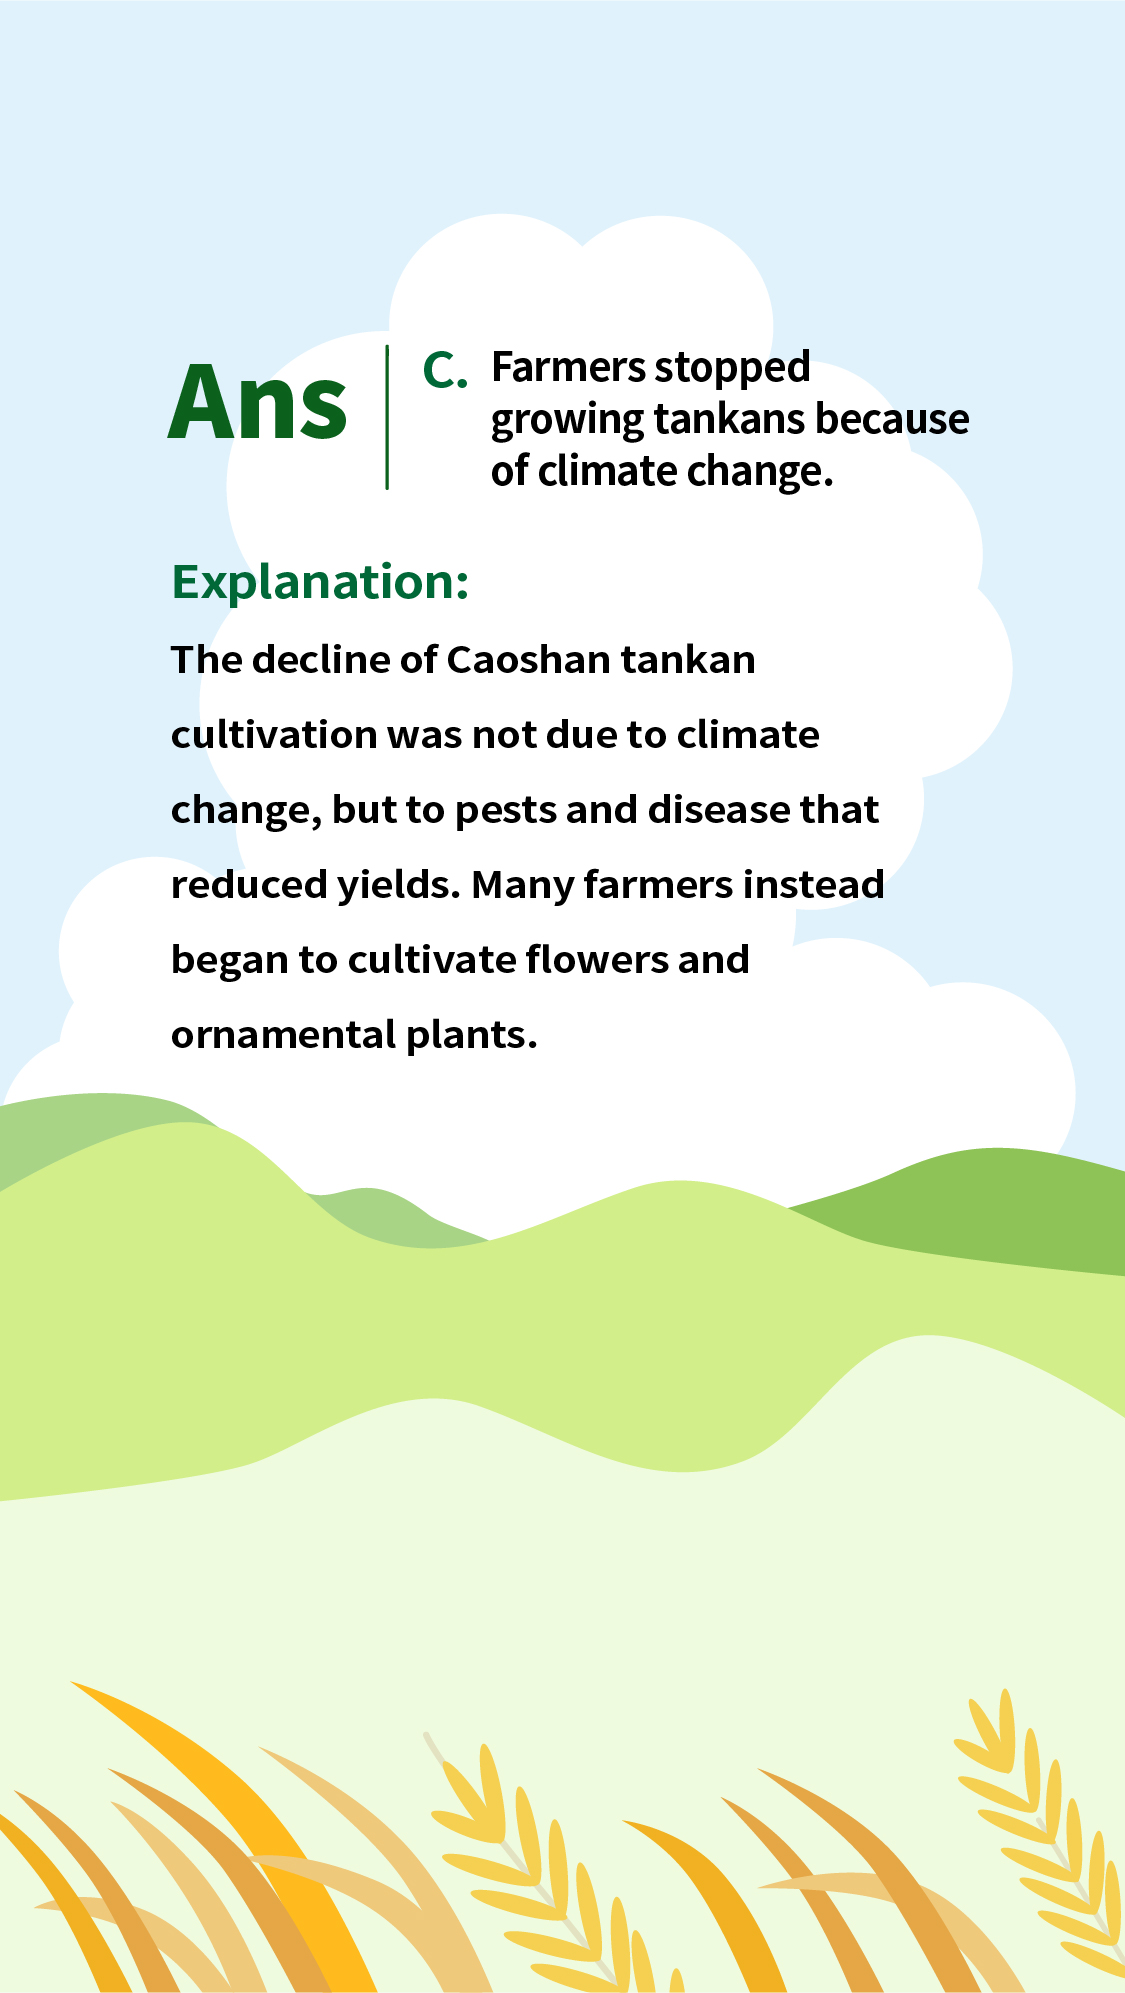 Ans
C. Farmers stopped
growing tankans because
of climate change.
Explanation:
The decline of Caoshan tankan
cultivation was not due to climate
change, but to pests and disease that
reduced yields. Many farmers instead
began to cultivate flowers and
ornamental plants.